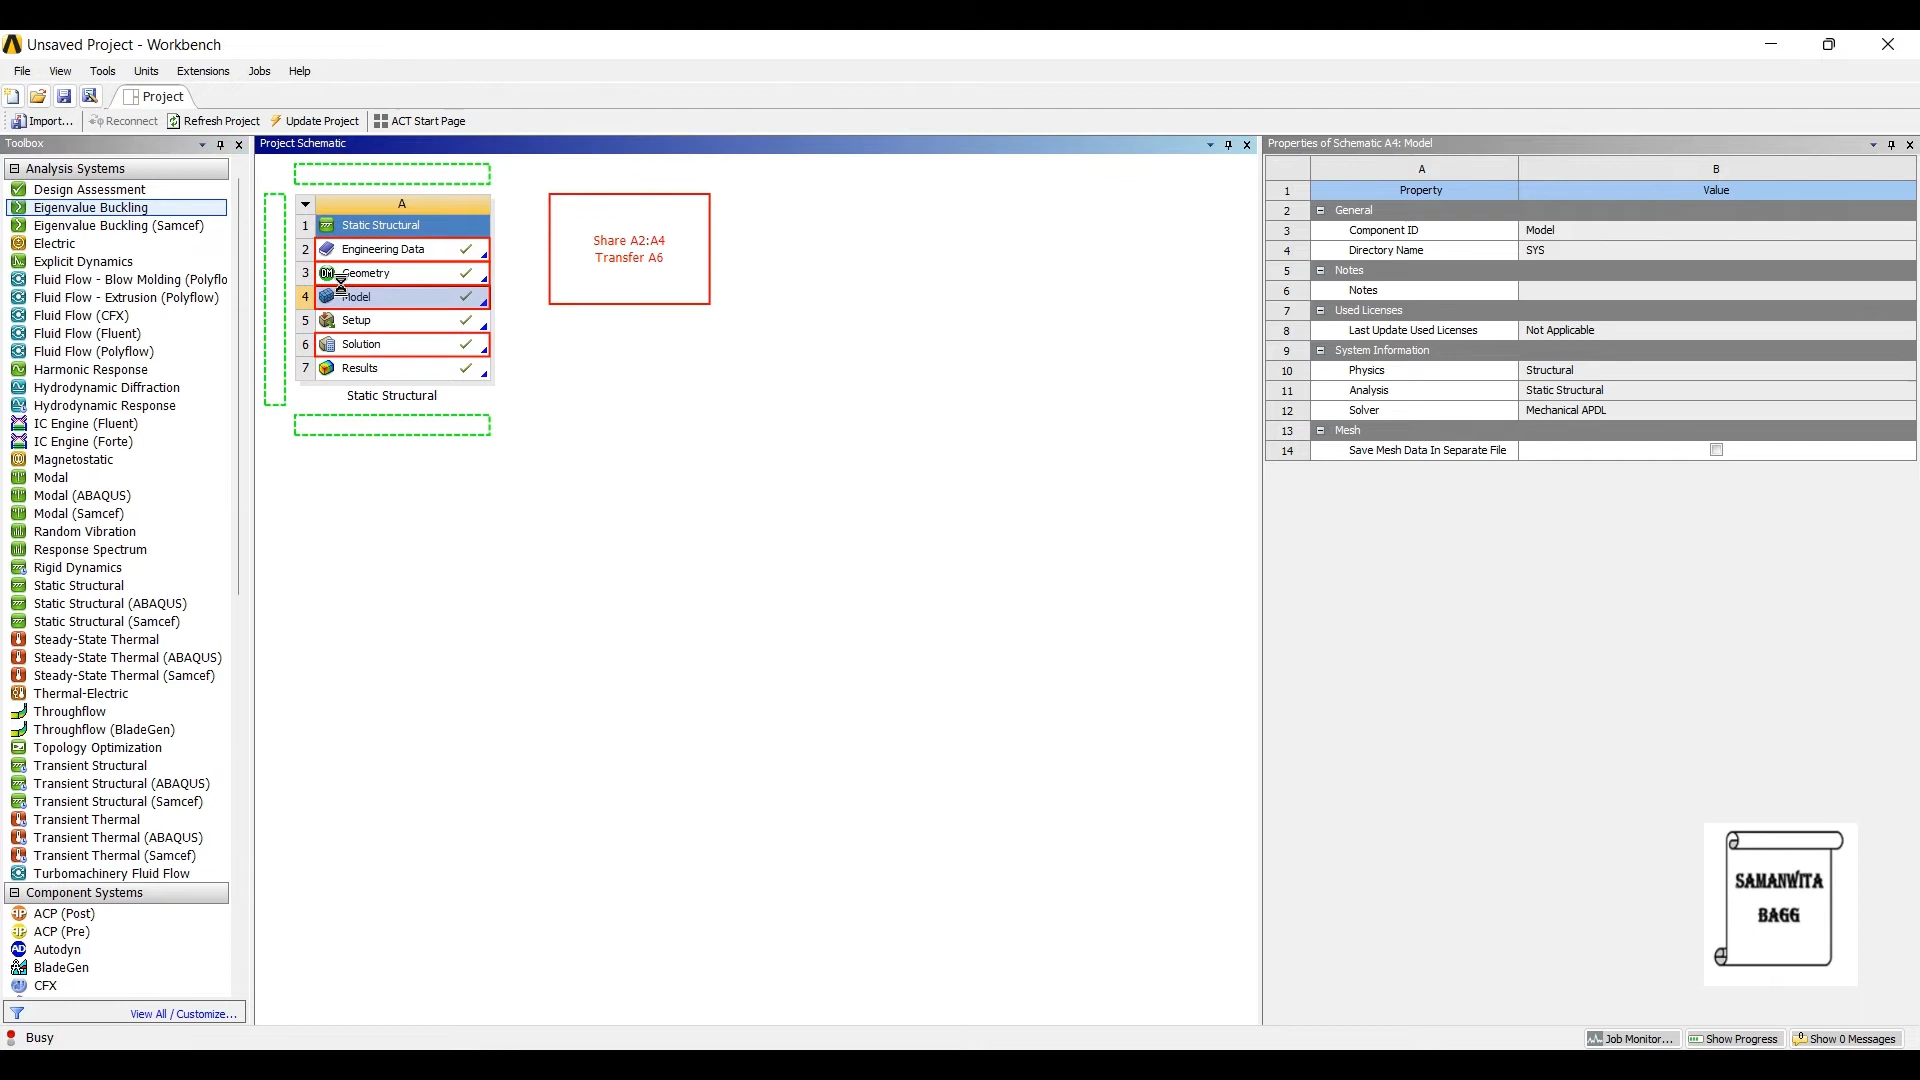 Unsaved Project - Workbench
File View Tools Units Extensions Jobs Help
Project
Import... Reconnect Refresh Project Update Project ACT Start Page
Toolbox
Analysis Systems
Design Assessment
Eigenvalue Buckling
Eigenvalue Buckling (Samcef)
Electric
Explicit Dynamics
Fluid Flow - Blow Molding (Polyflo
Fluid Flow - Extrusion (Polyflow)
Fluid Flow (CFX)
Fluid Flow (Fluent)
Fluid Flow (Polyflow)
Harmonic Response
Hydrodynamic Diffraction
Hydrodynamic Response
IC Engine (Fluent)
IC Engine (Forte)
Magnetostatic
Modal
Modal (ABAQUS)
Modal (Samcef)
Random Vibration
Response Spectrum
Rigid Dynamics
Static Structural
Static Structural (ABAQUS)
Static Structural (Samcef)
Steady-State Thermal
Steady-State Thermal (ABAQUS)
Steady-State Thermal (Samcef)
Thermal-Electric
Throughflow
Throughflow (BladeGen)
Topology Optimization
Transient Structural
Transient Structural (ABAQUS)
Transient Structural (Samcef)
Transient Thermal
Transient Thermal (ABAQUS)
Transient Thermal (Samcef)
Turbomachinery Fluid Flow
Component Systems
ACP (Post)
ACP (Pre)
Autodyn
BladeGen
CFX
View All / Customize...
Project Schematic
A
1 Static Structural
2 Engineering Data
3 DM Geometry
4 Model
5 Setup
6 Solution
7 Results
Static Structural
Share A2:A4
Transfer A6
Properties of Schematic A4: Model
A B
1 Property Value
2 General
3 Component ID Model
4 Directory Name SYS
5 Notes
6 Notes
7 Used Licenses
8 Last Update Used Licenses Not Applicable
9 System Information
10 Physics Structural
11 Analysis Static Structural
12 Solver Mechanical APDL
13 Mesh
14 Save Mesh Data In Separate File
SAMANWITA
BAGG
Busy
Job Monitor... Show Progress Show 0 Messages